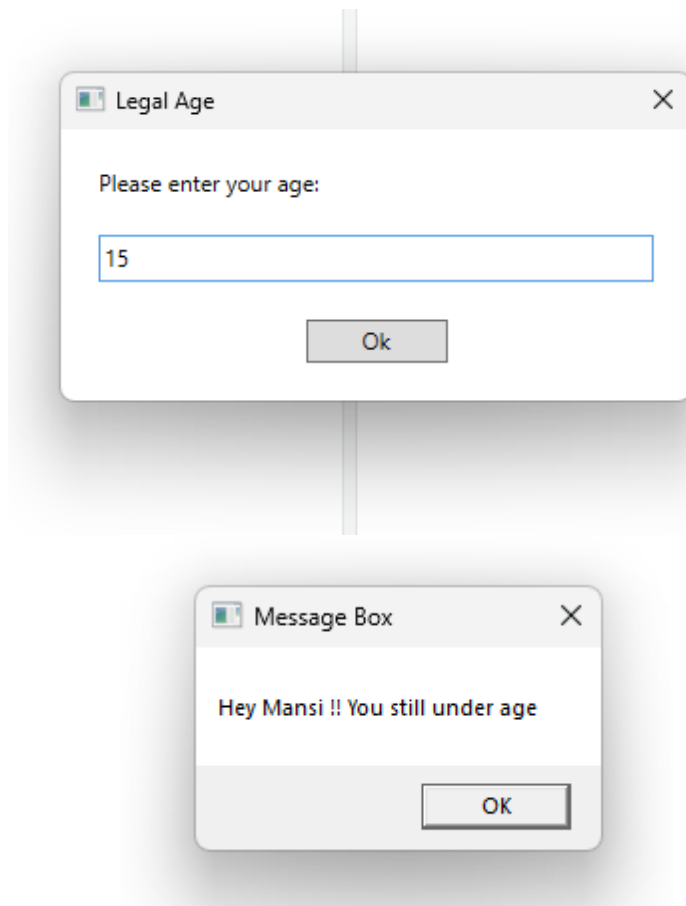 Legal Age
Please enter your age:
15
Ok
Message Box
Hey Mansi !! You still under age
OK